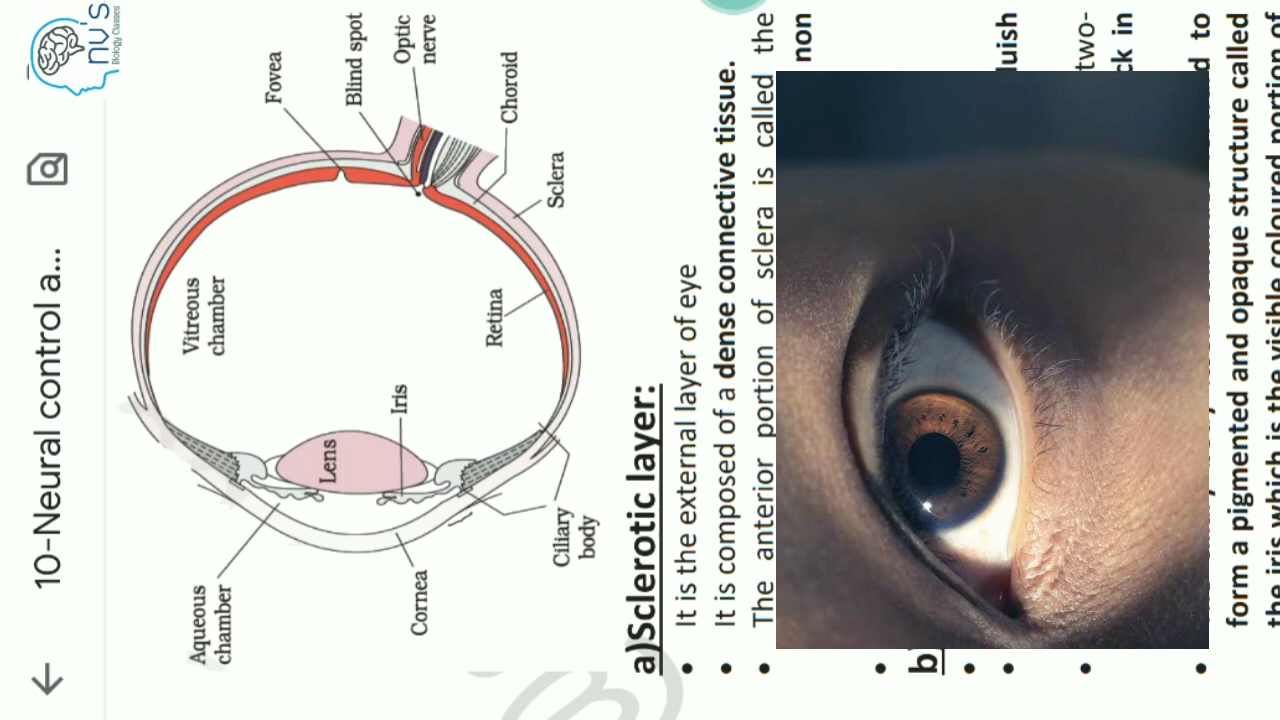 nv's
Biology Classes
10-Neural control a...
Fovea
Blind spot
Optic
nerve
Choroid
Sclera
Vitreous
chamber
Retina
Iris
Lens
Aqueous
chamber
Cornea
Ciliary
body
a)Sclerotic layer:
• It is the external layer of eye
• It is composed of a dense connective tissue.
• The anterior portion of sclera is called the
non
b
two-
in
to
form a pigmented and opaque structure called
the iris which is the visible coloured portion of